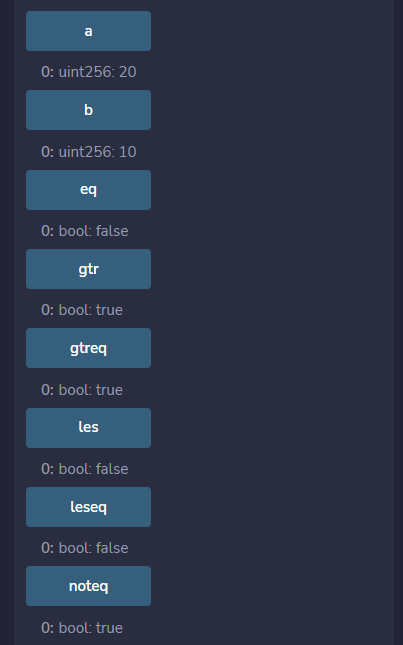 a
0: uint256: 20
b
0: uint256: 10
eq
0: bool: false
gtr
0: bool: true
gtreq
0: bool: true
les
0: bool: false
leseq
0: bool: false
noteq
0: bool: true